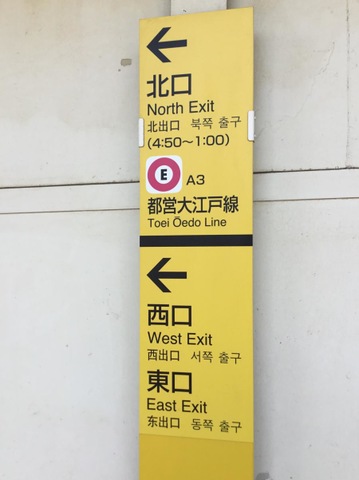 ←
北口
North Exit
北出口 북쪽 출구
(4:50～1:00)
E A3
都営大江戸線
Toei Ōedo Line
←
西口
West Exit
西出口 서쪽 출구
東口
East Exit
东出口 동쪽 출구